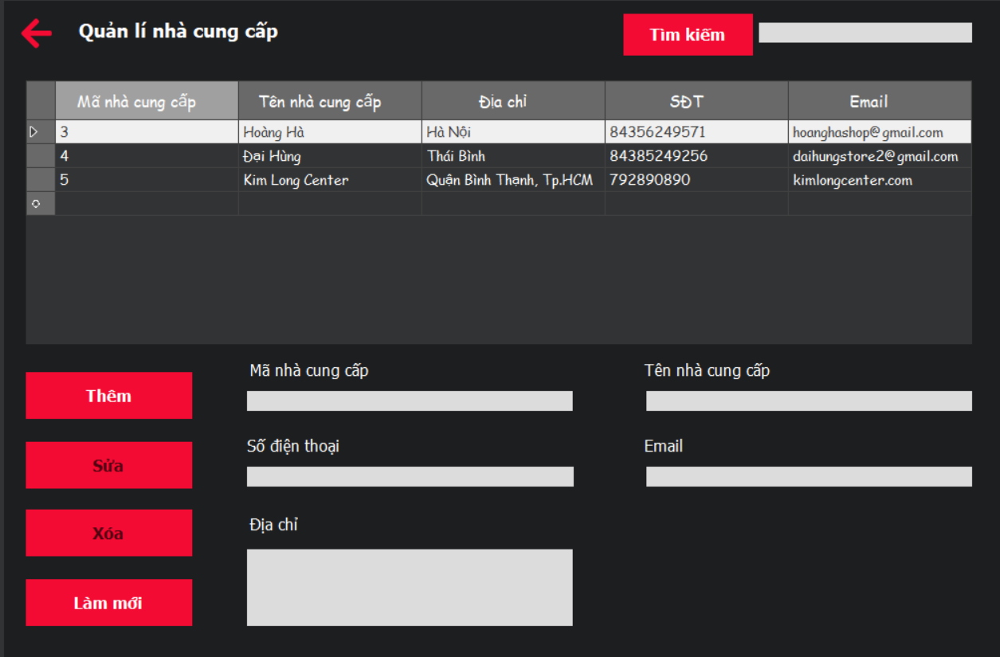 Quản lí nhà cung cấp Tìm kiếm
Mã nhà cung cấp Tên nhà cung cấp Địa chỉ SĐT Email
3 Hoàng Hà Hà Nội 84356249571 hoanghashop@gmail.com
4 Đại Hùng Thái Bình 84385249256 daihungstore2@gmail.com
5 Kim Long Center Quận Bình Thạnh, Tp.HCM 792890890 kimlongcenter.com
Mã nhà cung cấp Tên nhà cung cấp
Thêm
Số điện thoại Email
Sửa
Địa chỉ
Xóa
Làm mới